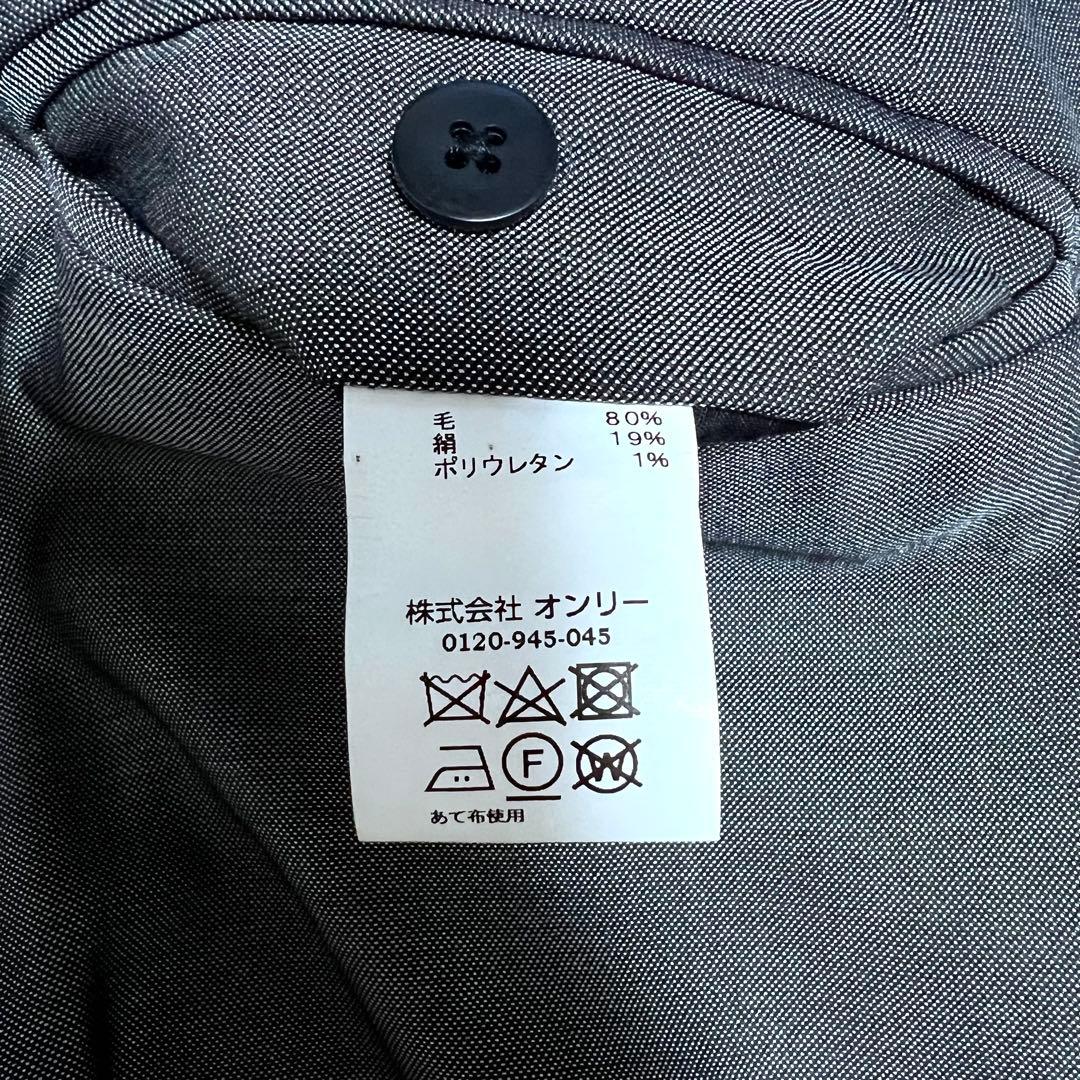 毛 80%
絹 19%
ポリウレタン 1%
株式会社 オンリー
0120-945-045
F W
あて布使用